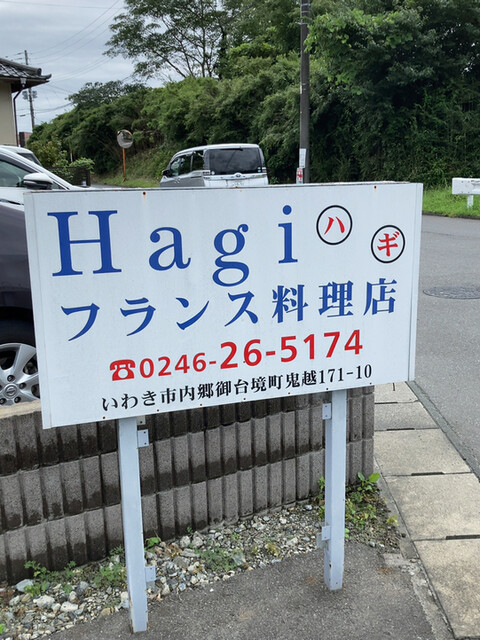 Hagi ハギ
フランス料理店
☎0246-26-5174
いわき市内郷御台境町鬼越171-10